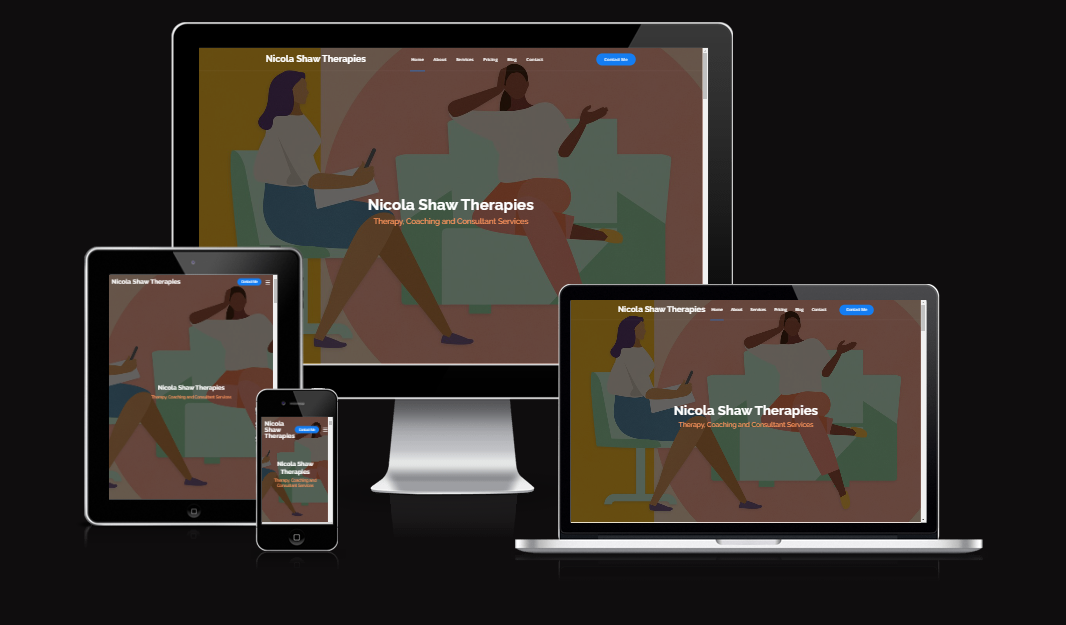 Nicola Shaw Therapies
Home About Services Pricing Blog Contact
Contact Me
Nicola Shaw Therapies
Therapy, Coaching and Consultant Services
Nicola Shaw Therapies
Contact Me
Nicola Shaw Therapies
Therapy, Coaching and Consultant Services
Nicola
Shaw
Therapies
Contact Me
Nicola Shaw
Therapies
Therapy, Coaching and
Consultant Services
Nicola Shaw Therapies
Home About Services Pricing Blog Contact
Contact Me
Nicola Shaw Therapies
Therapy, Coaching and Consultant Services